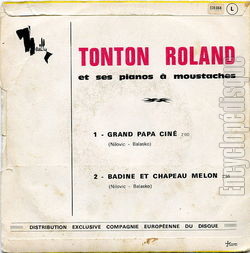 TONTON ROLAND
et ses pianos à moustaches
1 - GRAND PAPA CINÉ
(Nilovic - Balasko)
2 - BADINE ET CHAPEAU MELON
(Nilovic - Balasko)
DISTRIBUTION EXCLUSIVE COMPAGNIE EUROPÉENNE DU DISQUE
L